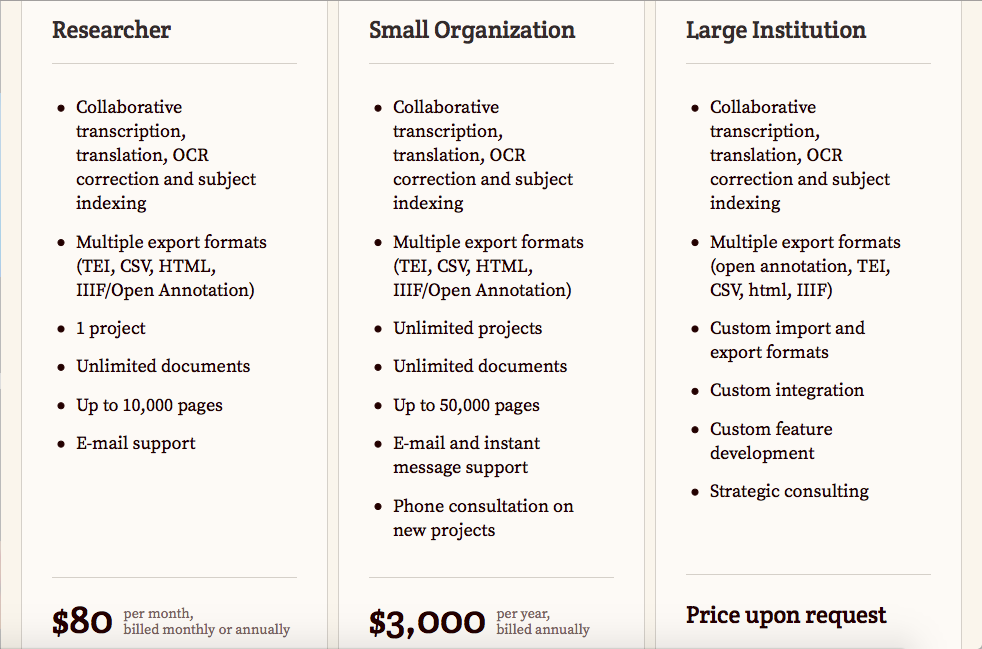 Researcher
Collaborative
transcription,
translation, OCR
correction and subject
indexing
Multiple export formats
(TEI, CSV, HTML,
IIIF/Open Annotation)
1 project
Unlimited documents
Up to 10,000 pages
E-mail support
$80 per month,
billed monthly or annually
Small Organization
Collaborative
transcription,
translation, OCR
correction and subject
indexing
Multiple export formats
(TEI, CSV, HTML,
IIIF/Open Annotation)
Unlimited projects
Unlimited documents
Up to 50,000 pages
E-mail and instant
message support
Phone consultation on
new projects
$3,000 per year,
billed annually
Large Institution
Collaborative
transcription,
translation, OCR
correction and subject
indexing
Multiple export formats
(open annotation, TEI,
CSV, html, IIIF)
Custom import and
export formats
Custom integration
Custom feature
development
Strategic consulting
Price upon request